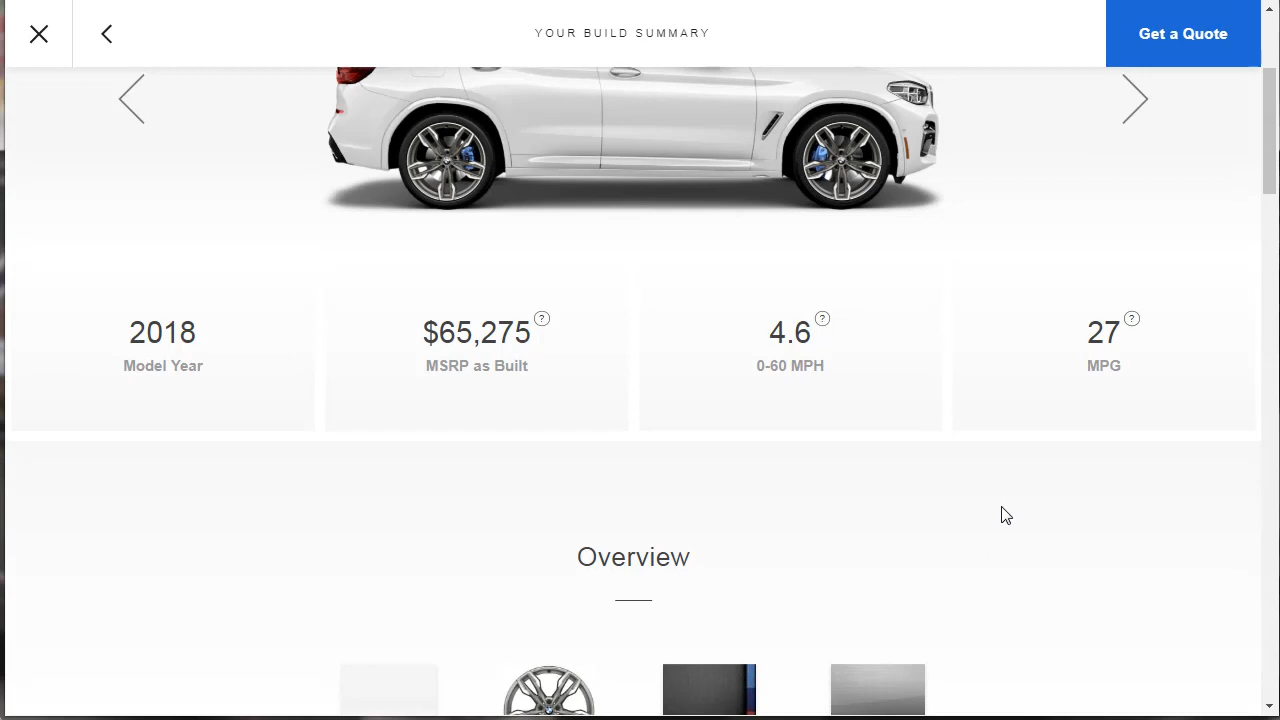 YOUR BUILD SUMMARY
Get a Quote
2018
Model Year
$65,275 ?
MSRP as Built
4.6 ?
0-60 MPH
27 ?
MPG
Overview